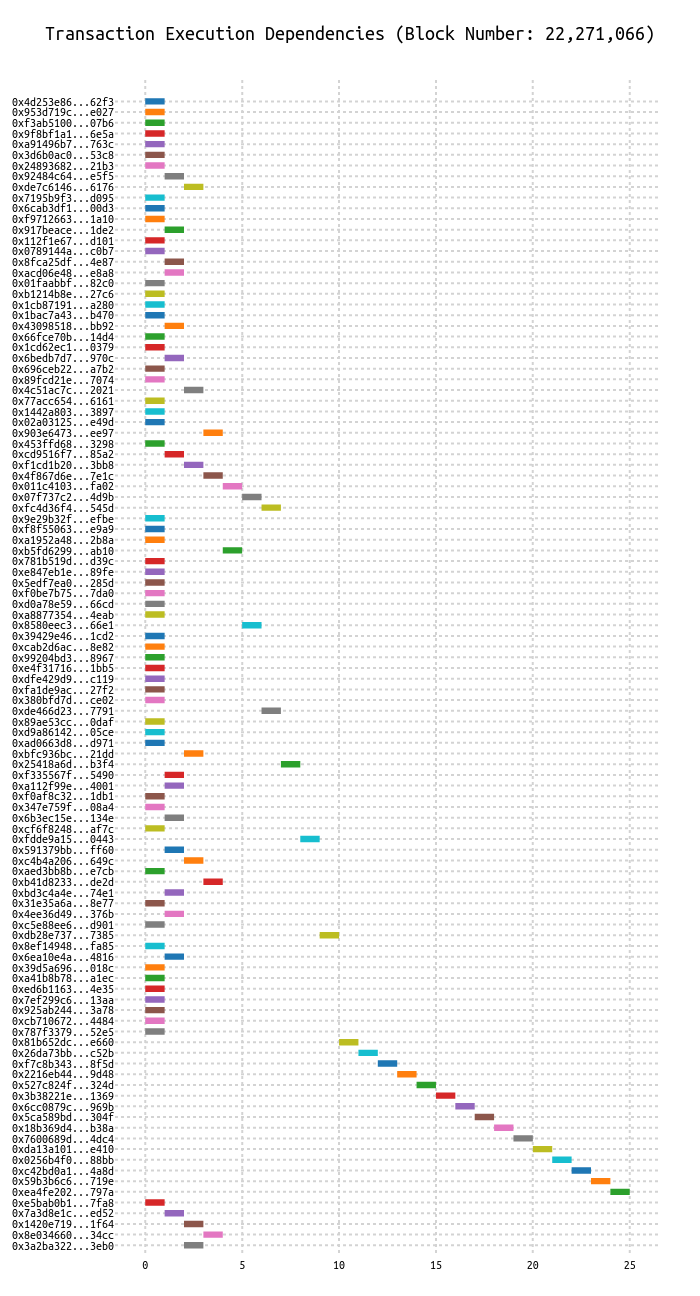 Transaction Execution Dependencies (Block Number: 22,271,066)
0x4d253e86...62f3
0x953d719c...e027
0xf3ab5100...07b6
0x9f8bf1a1...6e5a
0xa91496b7...763c
0x3d6b0ac0...53c8
0x24893682...21b3
0x92484c64...e5f5
0xde7c6146...6176
0x7195b9f3...d095
0x6cab3df1...00d3
0xf9712663...1a10
0x917beace...1de2
0x112f1e67...d101
0x0789144a...c0b7
0x8fca25df...4e87
0xacd06e48...e8a8
0x01faabbf...82c0
0xb1214b8e...27c6
0x1cb87191...a280
0x1bac7a43...b470
0x43098518...bb92
0x66fce70b...14d4
0x1cd62ec1...0379
0x6bedb7d7...970c
0x696ceb22...a7b2
0x89fcd21e...7074
0x4c51ac7c...2021
0x77acc654...6161
0x1442a803...3897
0x02a03125...e49d
0x903e6473...ee97
0x453ffd68...3298
0xcd9516f7...85a2
0xf1cd1b20...3bb8
0x4f867d6e...7e1c
0x011c4103...fa02
0x07f737c2...4d9b
0xfc4d36f4...545d
0x9e29b32f...efbe
0xf8f55063...e9a9
0xa1952a48...2b8a
0xb5fd6299...ab10
0x781b519d...d39c
0xe847eb1e...89fe
0x5edf7ea0...285d
0xf0be7b75...7da0
0xd0a78e59...66cd
0xa8877354...4eab
0x8580eec3...66e1
0x39429e46...1cd2
0xcab2d6ac...8e82
0x99204bd3...8967
0xe4f31716...1bb5
0xdfe429d9...c119
0xfa1de9ac...27f2
0x380bfd7d...ce02
0xde466d23...7791
0x89ae53cc...0daf
0xd9a86142...05ce
0xad0663d8...d971
0xbfc936bc...21dd
0x25418a6d...b3f4
0xf335567f...5490
0xa112f99e...4001
0xf0af8c32...1db1
0x347e759f...08a4
0x6b3ec15e...134e
0xcf6f8248...af7c
0xfdde9a15...0443
0x591379bb...ff60
0xc4b4a206...649c
0xaed3bb8b...e7cb
0xb41d8233...de2d
0xbd3c4a4e...74e1
0x31e35a6a...8e77
0x4ee36d49...376b
0xc5e88ee6...d901
0xdb28e737...7385
0x8ef14948...fa85
0x6ea10e4a...4816
0x39d5a696...018c
0xa41b8b78...a1ec
0xed6b1163...4e35
0x7ef299c6...13aa
0x925ab244...3a78
0xcb710672...4484
0x787f3379...52e5
0x81b652dc...e660
0x26da73bb...c52b
0xf7c8b343...8f5d
0x2216eb44...9d48
0x527c824f...324d
0x3b38221e...1369
0x6cc0879c...969b
0x5ca589bd...304f
0x18b369d4...b38a
0x7600689d...4dc4
0xda13a101...e410
0x0256b4f0...88bb
0xc42bd0a1...4a8d
0x59b3b6c6...719e
0xea4fe202...797a
0xe5bab0b1...7fa8
0x7a3d8e1c...ed52
0x1420e719...1f64
0x8e034660...34cc
0x3a2ba322...3eb0
0 5 10 15 20 25